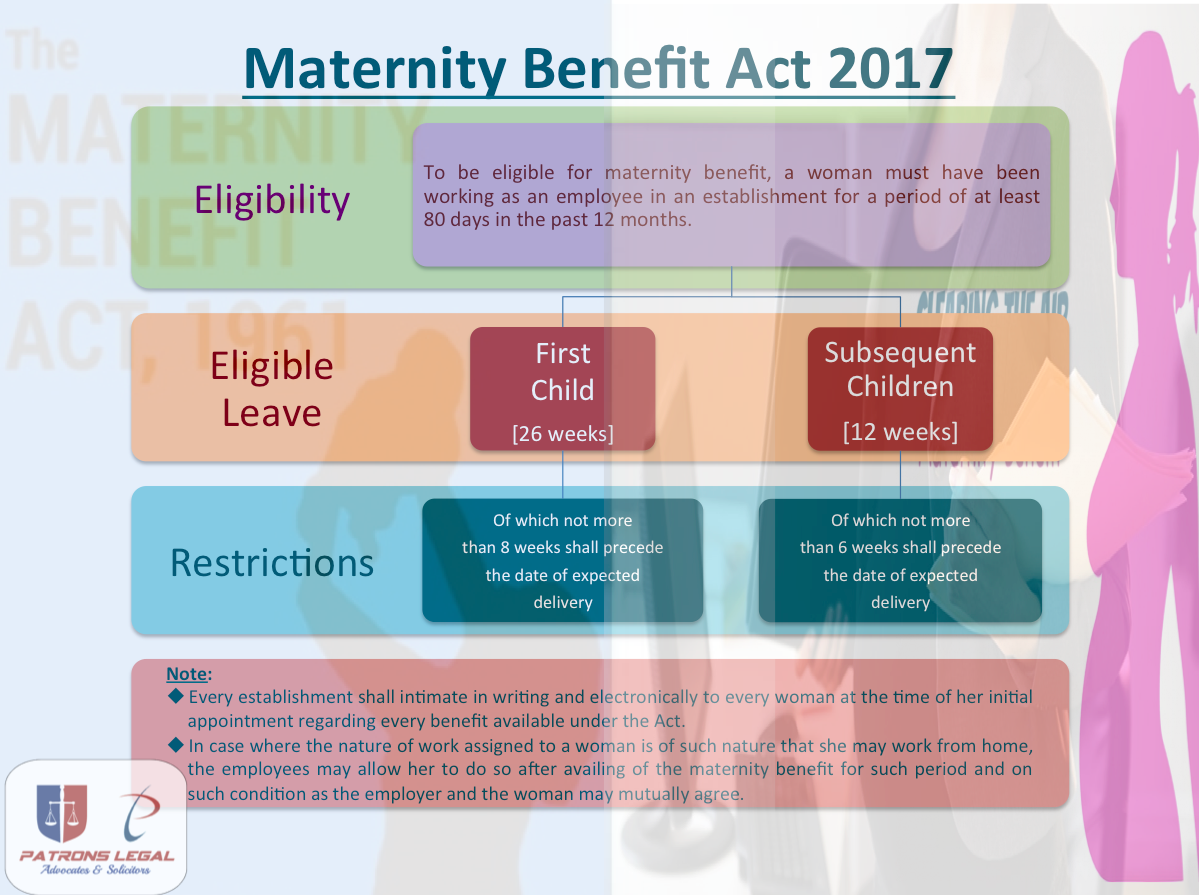 The
MATERNITY
BENEFIT
ACT, 1961
Maternity Benefit Act 2017
Eligibility
To be eligible for maternity benefit, a woman must have been
working as an employee in an establishment for a period of at least
80 days in the past 12 months.
CLEARING THE AIR
Eligible
Leave
First
Child
[26 weeks]
Subsequent
Children
[12 weeks]
Maternity Benefit
Restrictions
Of which not more
than 8 weeks shall precede
the date of expected
delivery
Of which not more
than 6 weeks shall precede
the date of expected
delivery
Note:
◆ Every establishment shall intimate in writing and electronically to every woman at the time of her initial
appointment regarding every benefit available under the Act.
◆ In case where the nature of work assigned to a woman is of such nature that she may work from home,
the employees may allow her to do so after availing of the maternity benefit for such period and on
such condition as the employer and the woman may mutually agree.
PATRONS LEGAL
Advocates & Solicitors